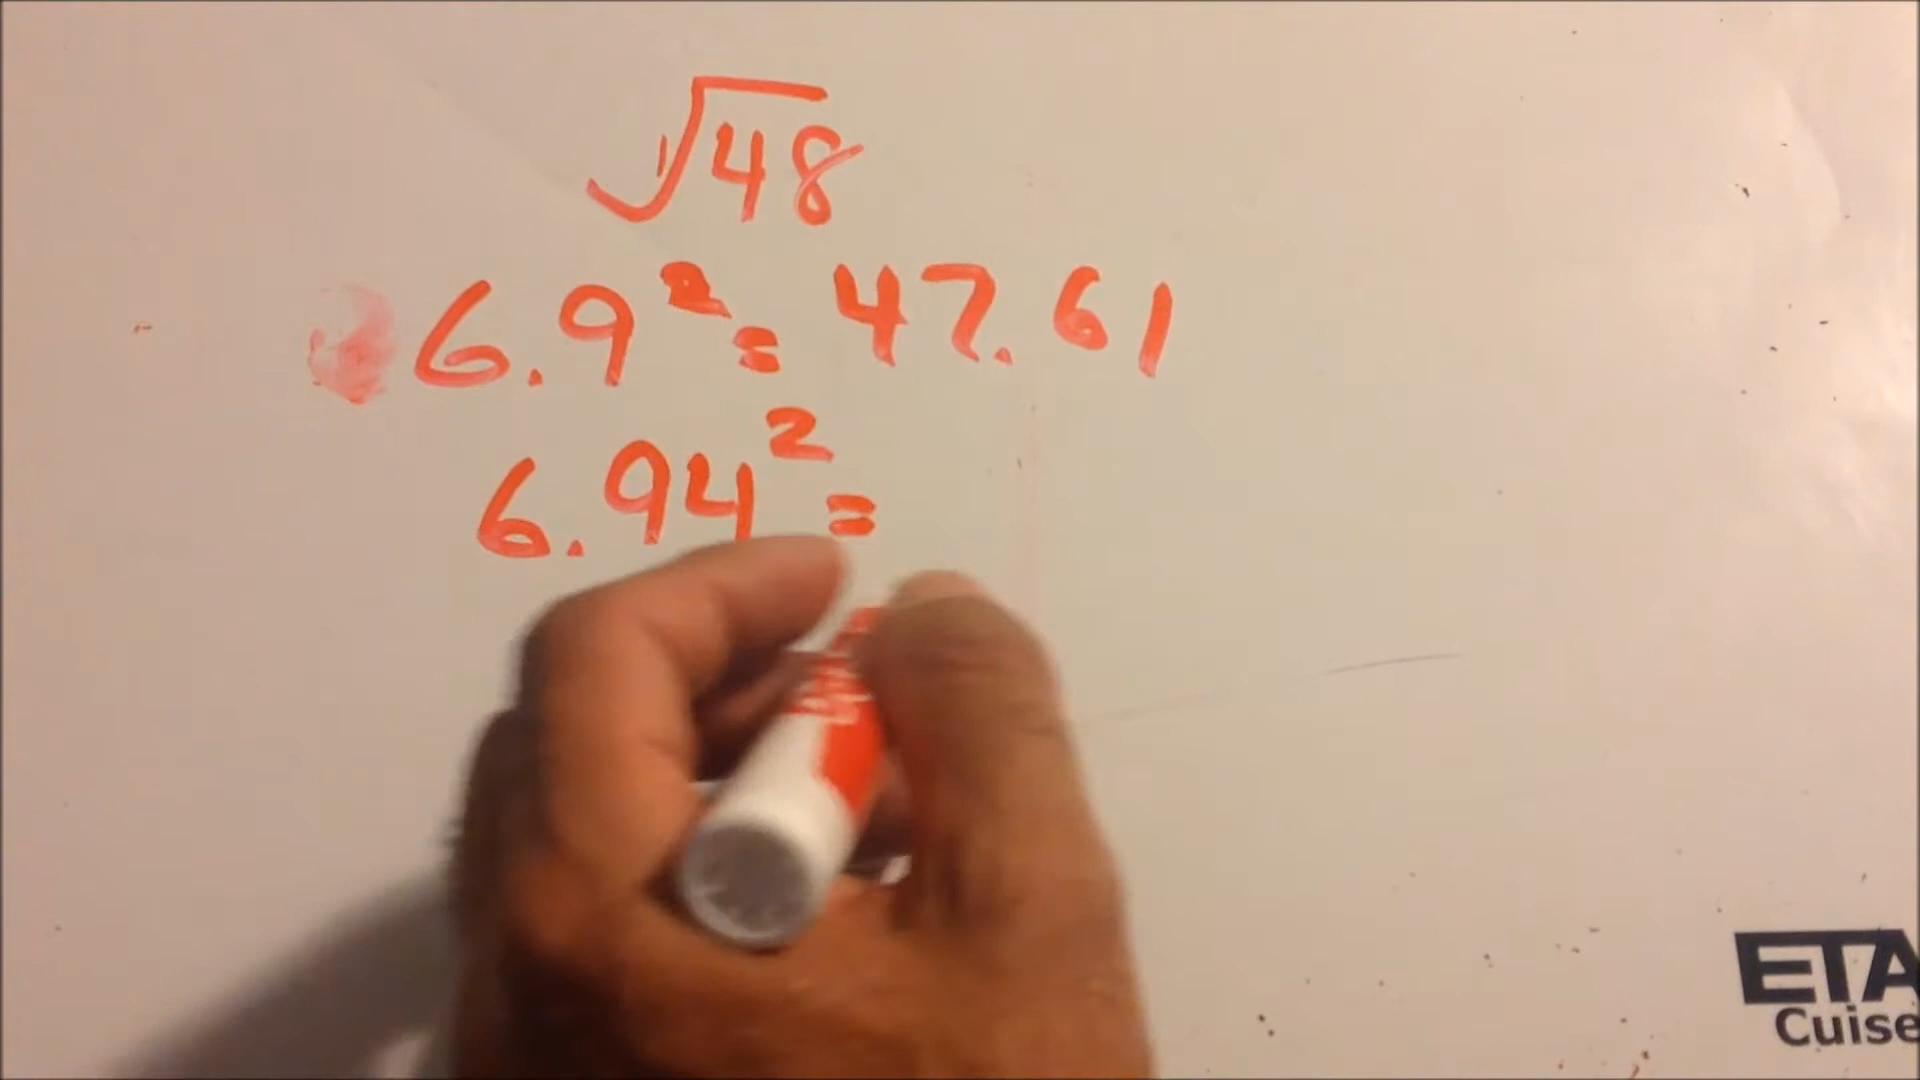 √48
6.9² = 47.61
6.94² =
ETA
Cuise